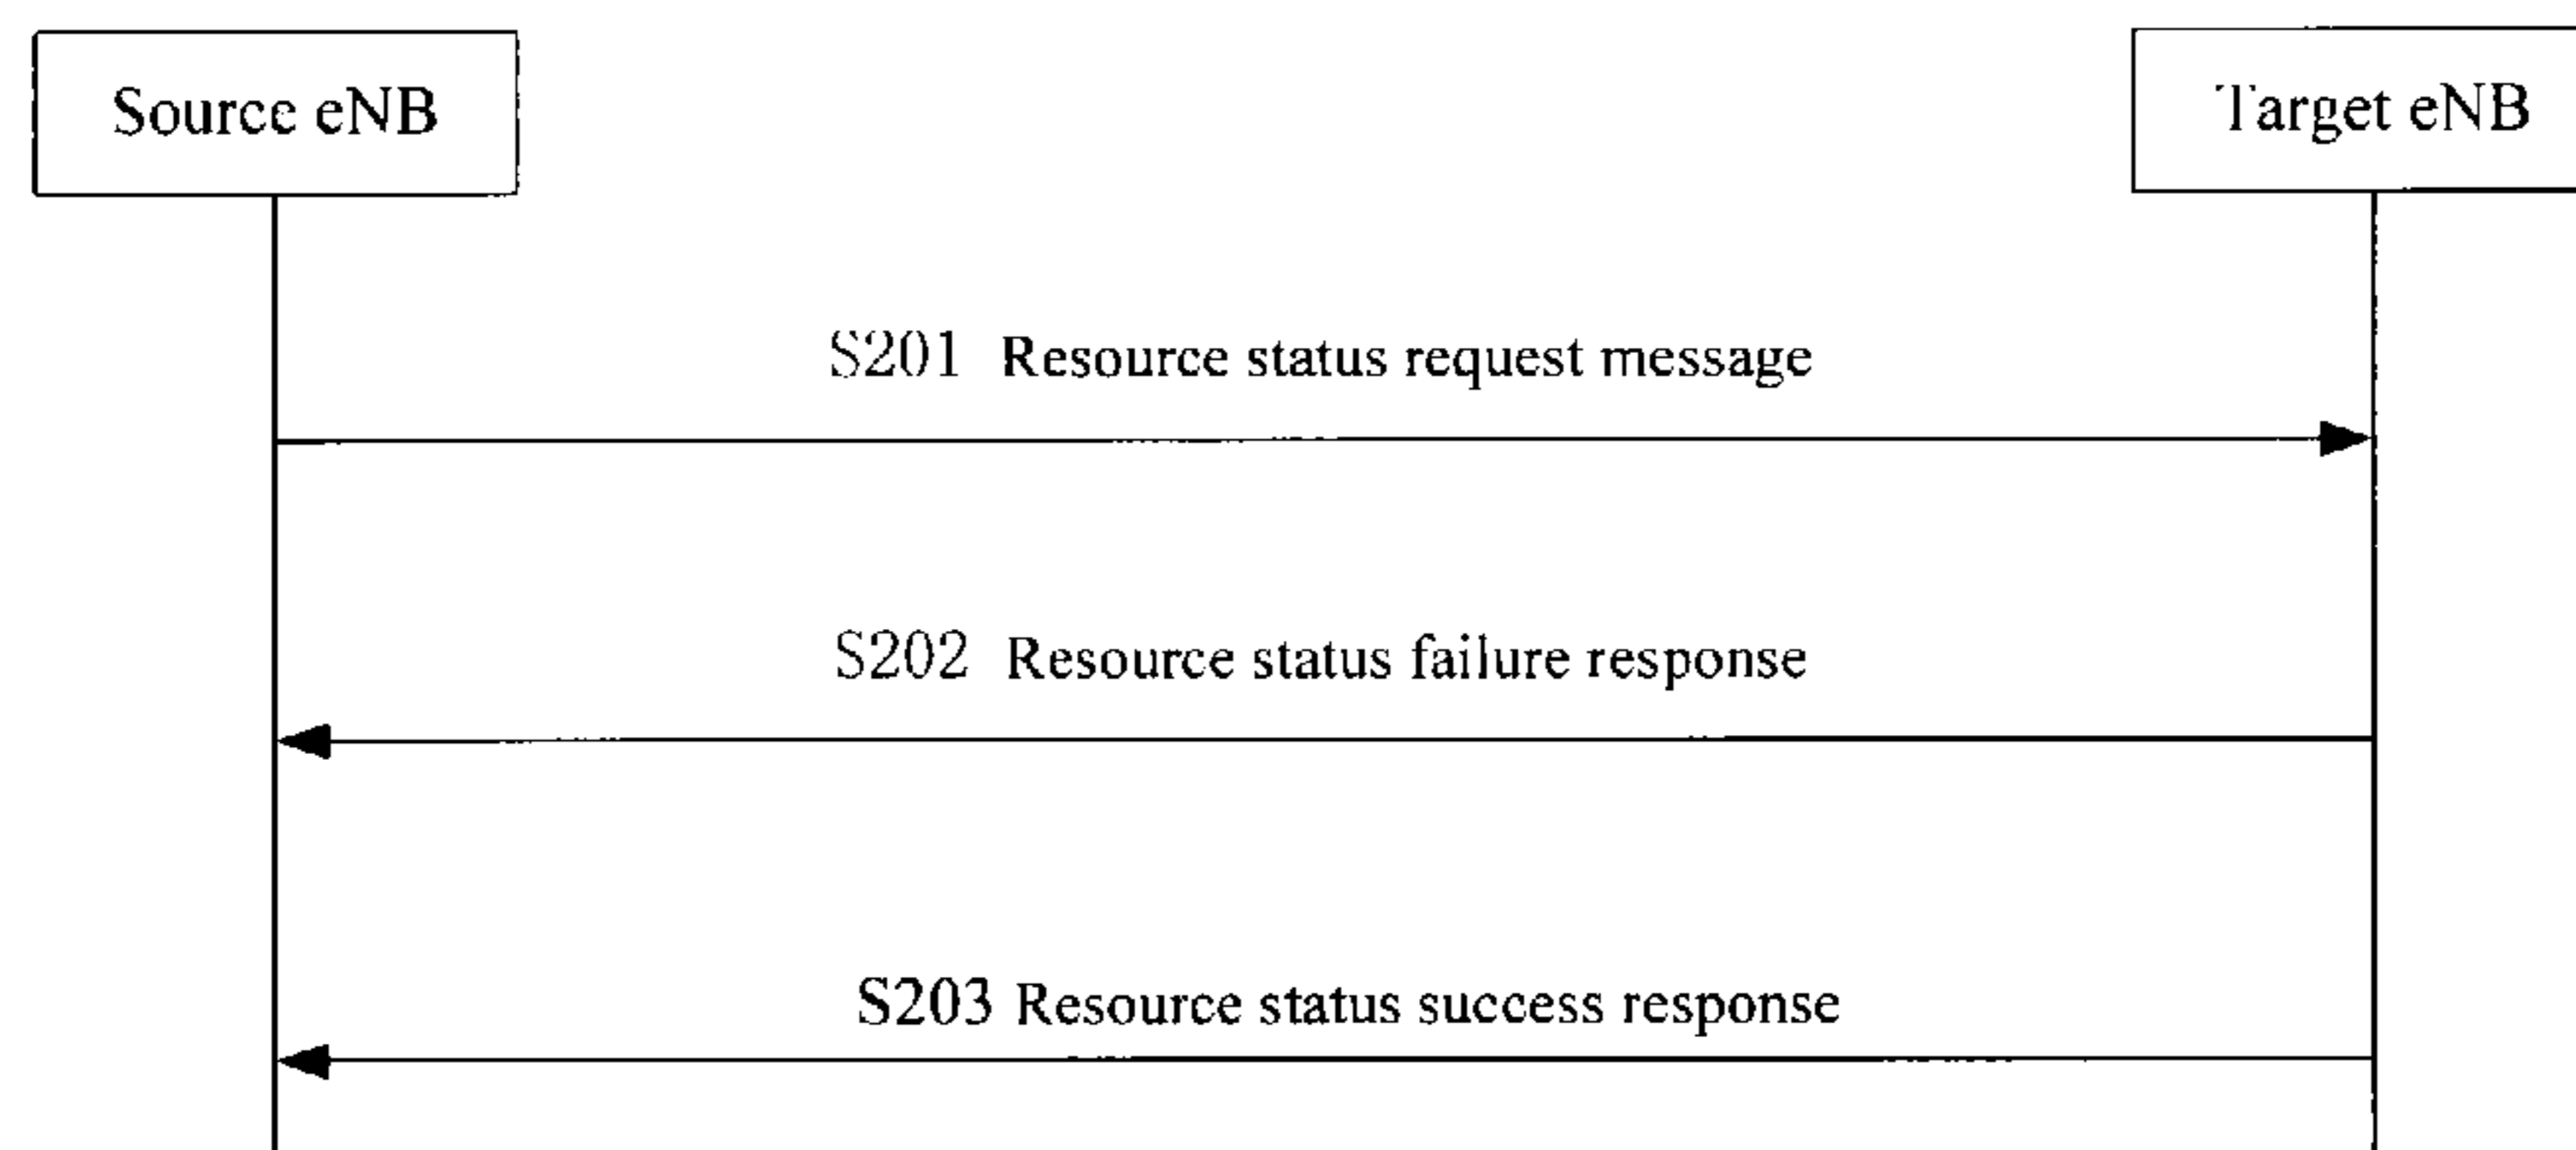 Source eNB
Target eNB
S201 Resource status request message
S202 Resource status failure response
S203 Resource status success response